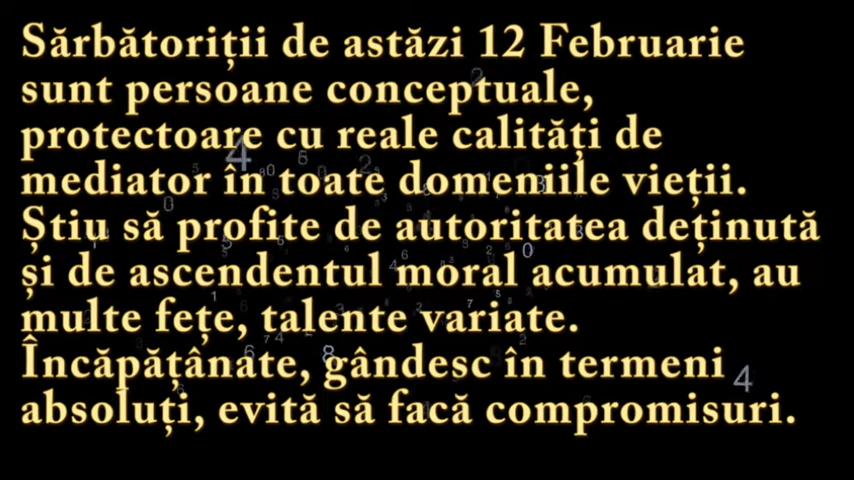 Sărbătoriții de astăzi 12 Februarie
sunt persoane conceptuale,
protectoare cu reale calități de
mediator în toate domeniile vieții.
Știu să profite de autoritatea deținută
și de ascendentul moral acumulat, au
multe fețe, talente variate.
Încăpățânate, gândesc în termeni
absoluți, evită să facă compromisuri.